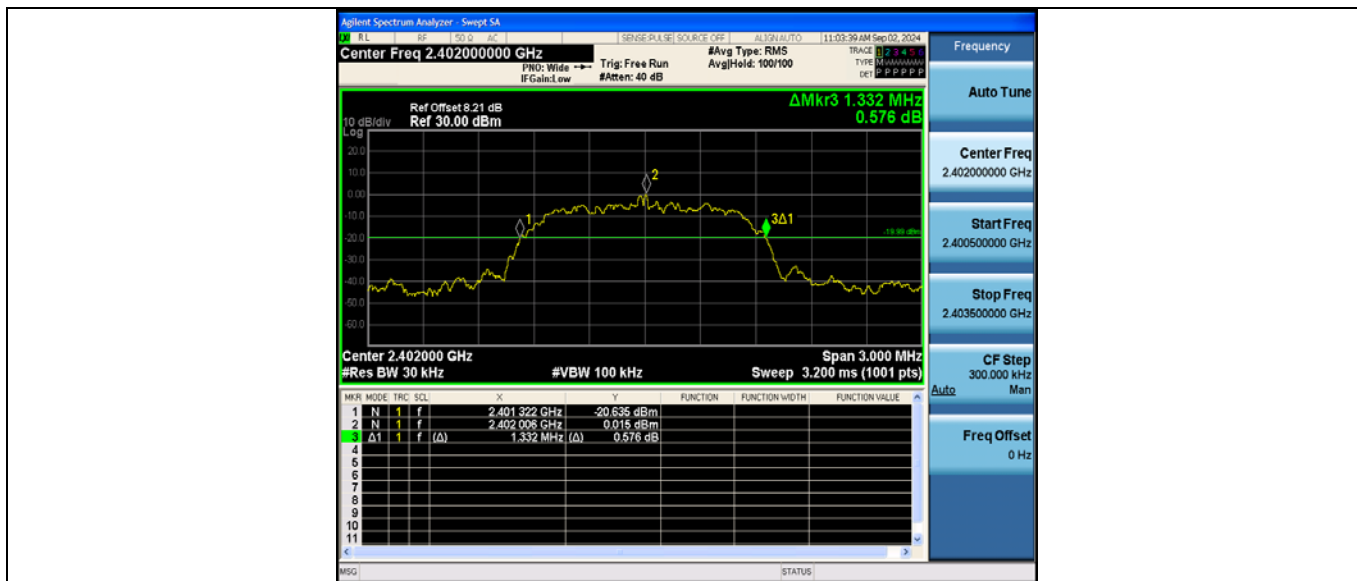 Agilent Spectrum Analyzer - Swept SA
RL RF 50 Ω AC SENSE:PULSE SOURCE OFF ALIGN AUTO 11:03:39 AM Sep 02, 2024
Center Freq 2.402000000 GHz #Avg Type: RMS TRACE 1 2 3 4 5 6
PNO: Wide Trig: Free Run Avg|Hold: 100/100 TYPE M
IFGain:Low #Atten: 40 dB DET P P P P P P
ΔMkr3 1.332 MHz
0.576 dB
Ref Offset 8.21 dB
10 dB/div Ref 30.00 dBm
Log
20.0
10.0
0.00
-10.0
-20.0
-30.0
-40.0
-50.0
-60.0
1
2
3Δ1
-19.99 dBm
Center 2.402000 GHz Span 3.000 MHz
#Res BW 30 kHz #VBW 100 kHz Sweep 3.200 ms (1001 pts)
MKR MODE TRC SCL X Y FUNCTION FUNCTION WIDTH FUNCTION VALUE
1 N 1 f 2.401 322 GHz -20.635 dBm
2 N 1 f 2.402 006 GHz 0.015 dBm
3 Δ1 1 f (Δ) 1.332 MHz (Δ) 0.576 dB
4
5
6
7
8
9
10
11
MSG STATUS
Frequency
Auto Tune
Center Freq
2.402000000 GHz
Start Freq
2.400500000 GHz
Stop Freq
2.403500000 GHz
CF Step
300.000 kHz
Auto Man
Freq Offset
0 Hz